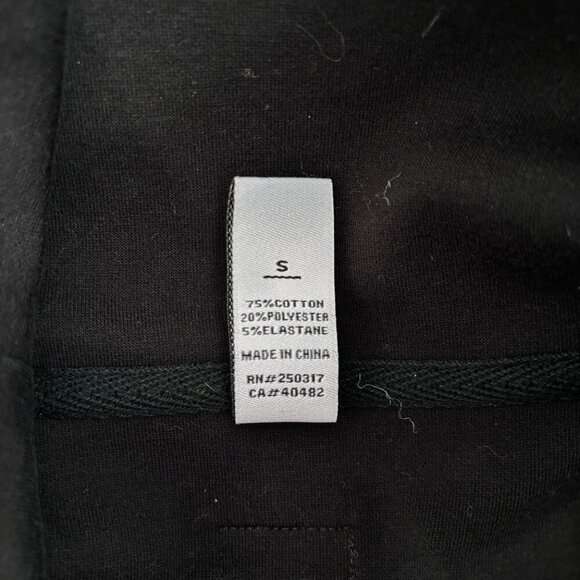 S
75%COTTON
20%POLYESTER
5%ELASTANE
MADE IN CHINA
RN#250317
CA#40482